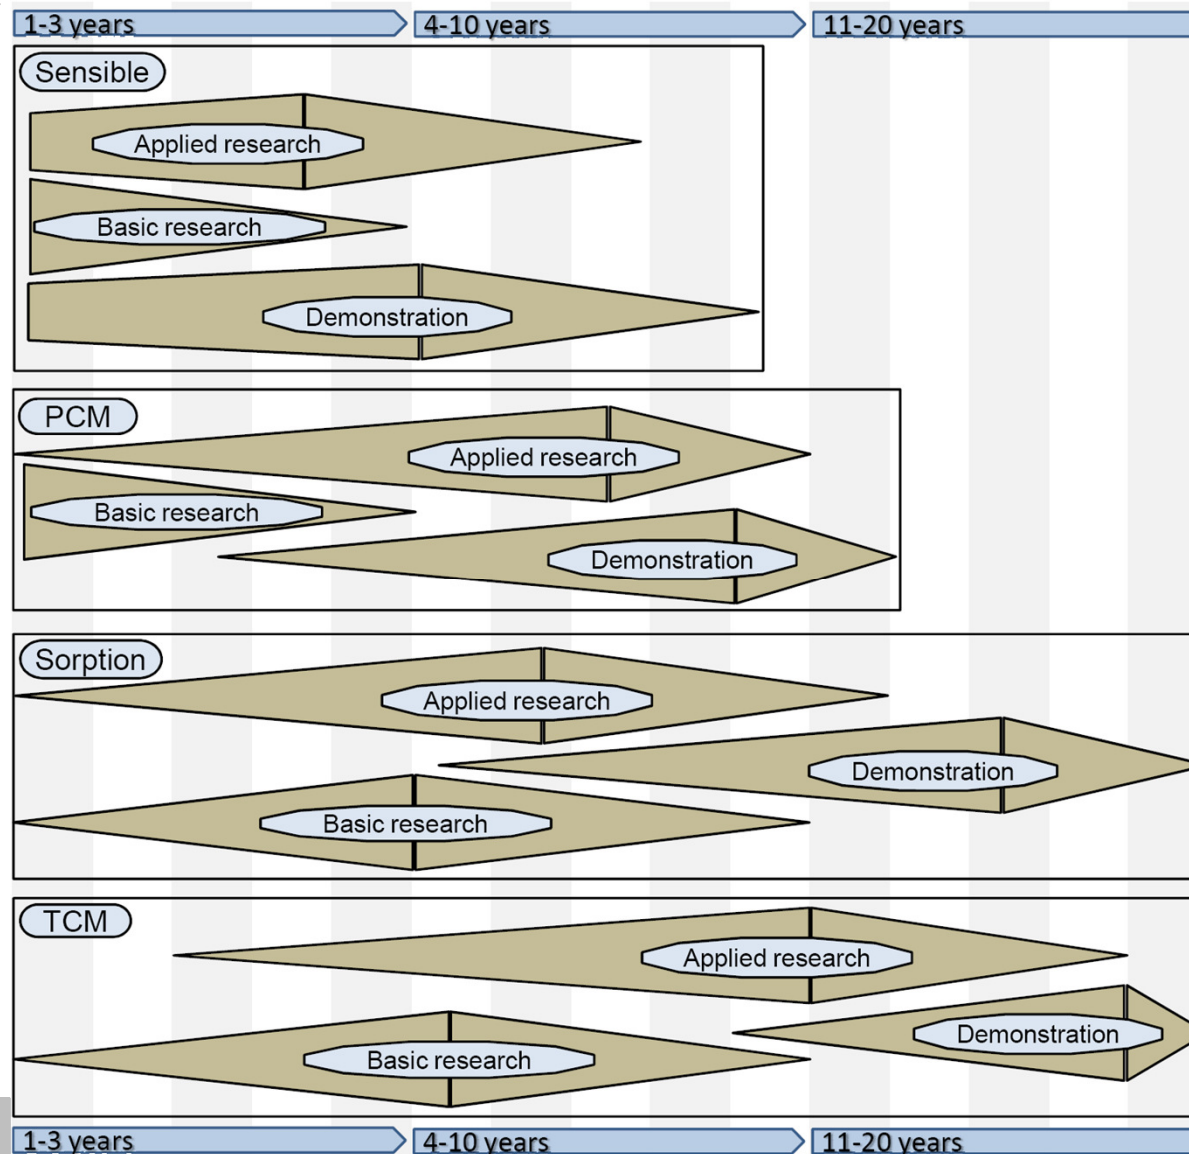 1-3 years
4-10 years
11-20 years
Sensible
Applied research
Basic research
Demonstration
PCM
Applied research
Basic research
Demonstration
Sorption
Applied research
Demonstration
Basic research
TCM
Applied research
Demonstration
Basic research
1-3 years
4-10 years
11-20 years